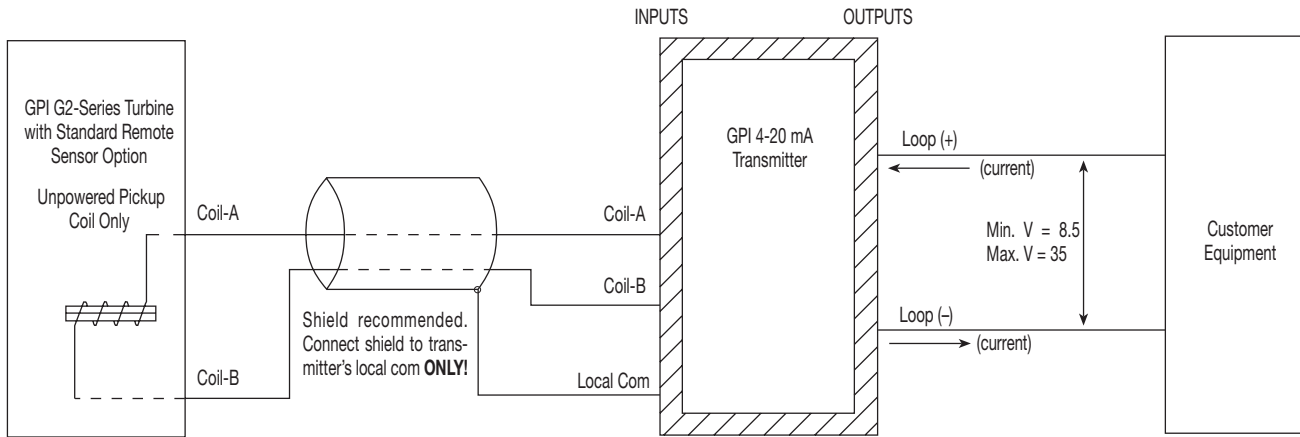 INPUTS
OUTPUTS
GPI G2-Series Turbine
with Standard Remote
Sensor Option
Unpowered Pickup
Coil Only
Coil-A
Coil-B
Shield recommended.
Connect shield to trans-
mitter's local com ONLY!
Coil-A
Coil-B
Local Com
GPI 4-20 mA
Transmitter
Loop (+)
(current)
Min. V = 8.5
Max. V = 35
Loop (–)
(current)
Customer
Equipment